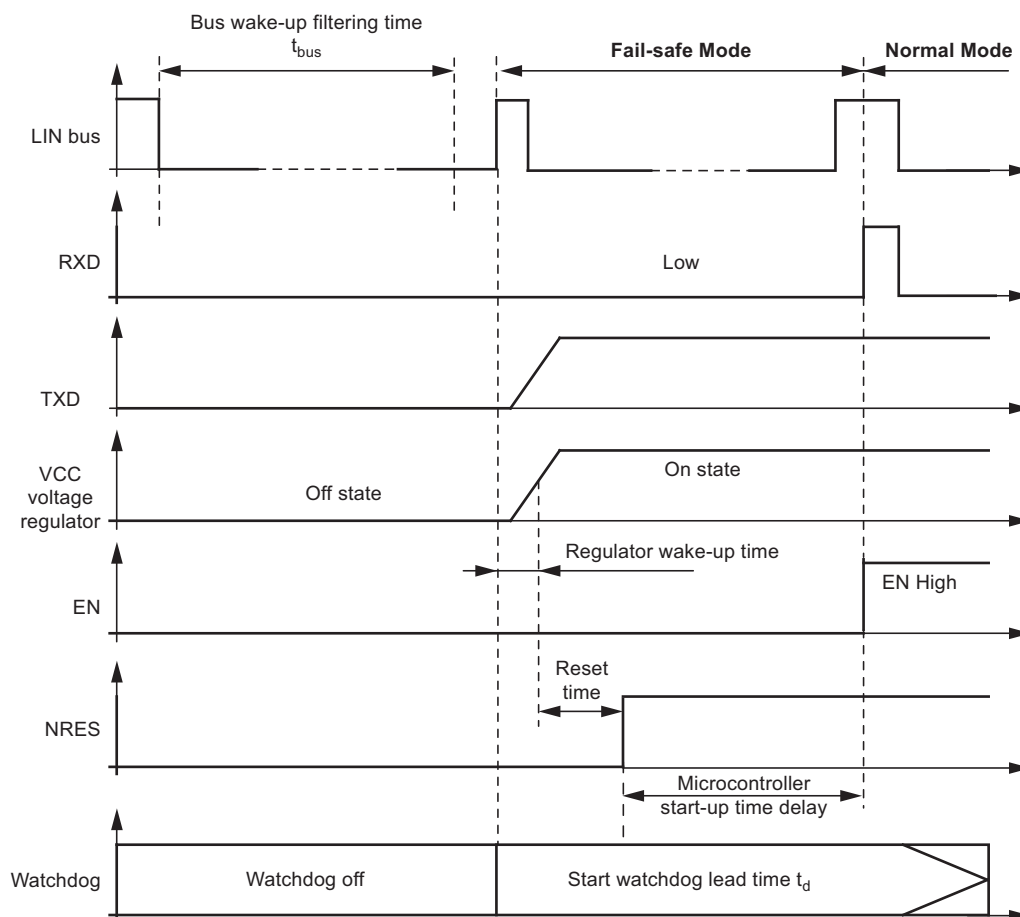 Bus wake-up filtering time
tbus
Fail-safe Mode
Normal Mode
LIN bus
RXD
Low
TXD
VCC
voltage
regulator
Off state
On state
Regulator wake-up time
EN
EN High
Reset
time
NRES
Microcontroller
start-up time delay
Watchdog
Watchdog off
Start watchdog lead time td